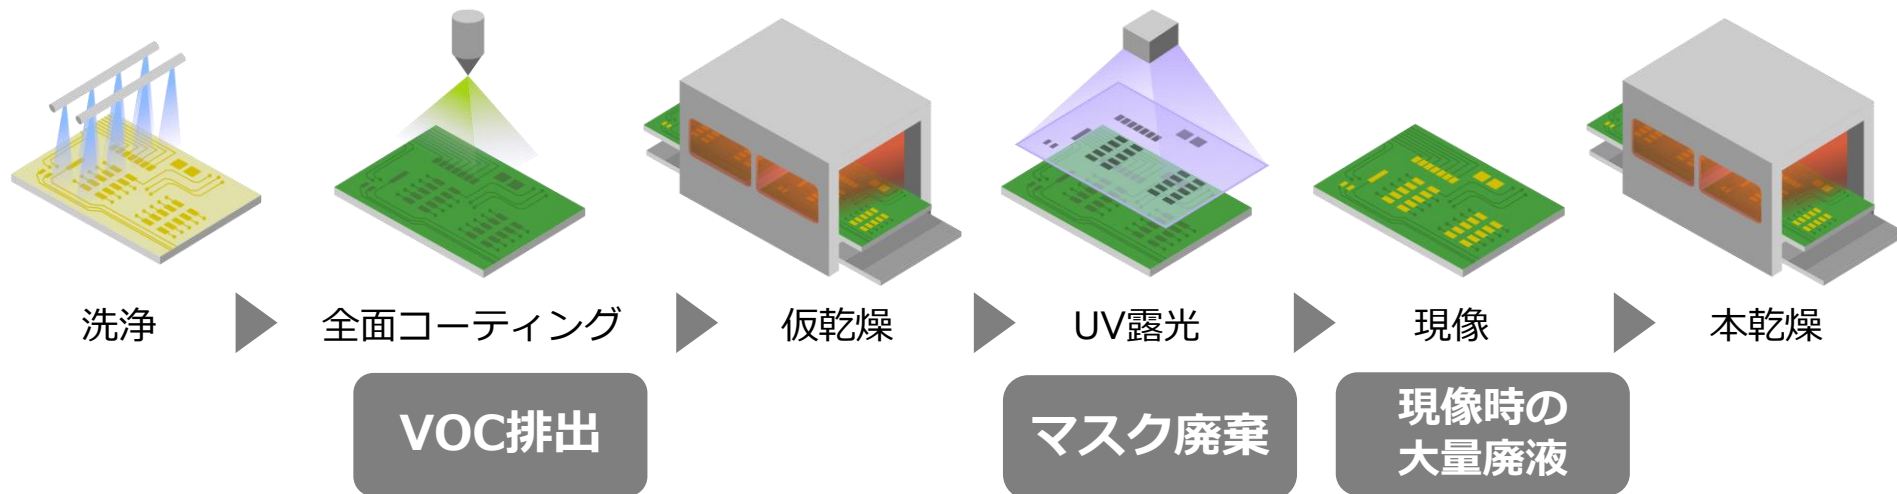 洗浄
全面コーティング
仮乾燥
UV露光
現像
本乾燥
VOC排出
マスク廃棄
現像時の
大量廃液